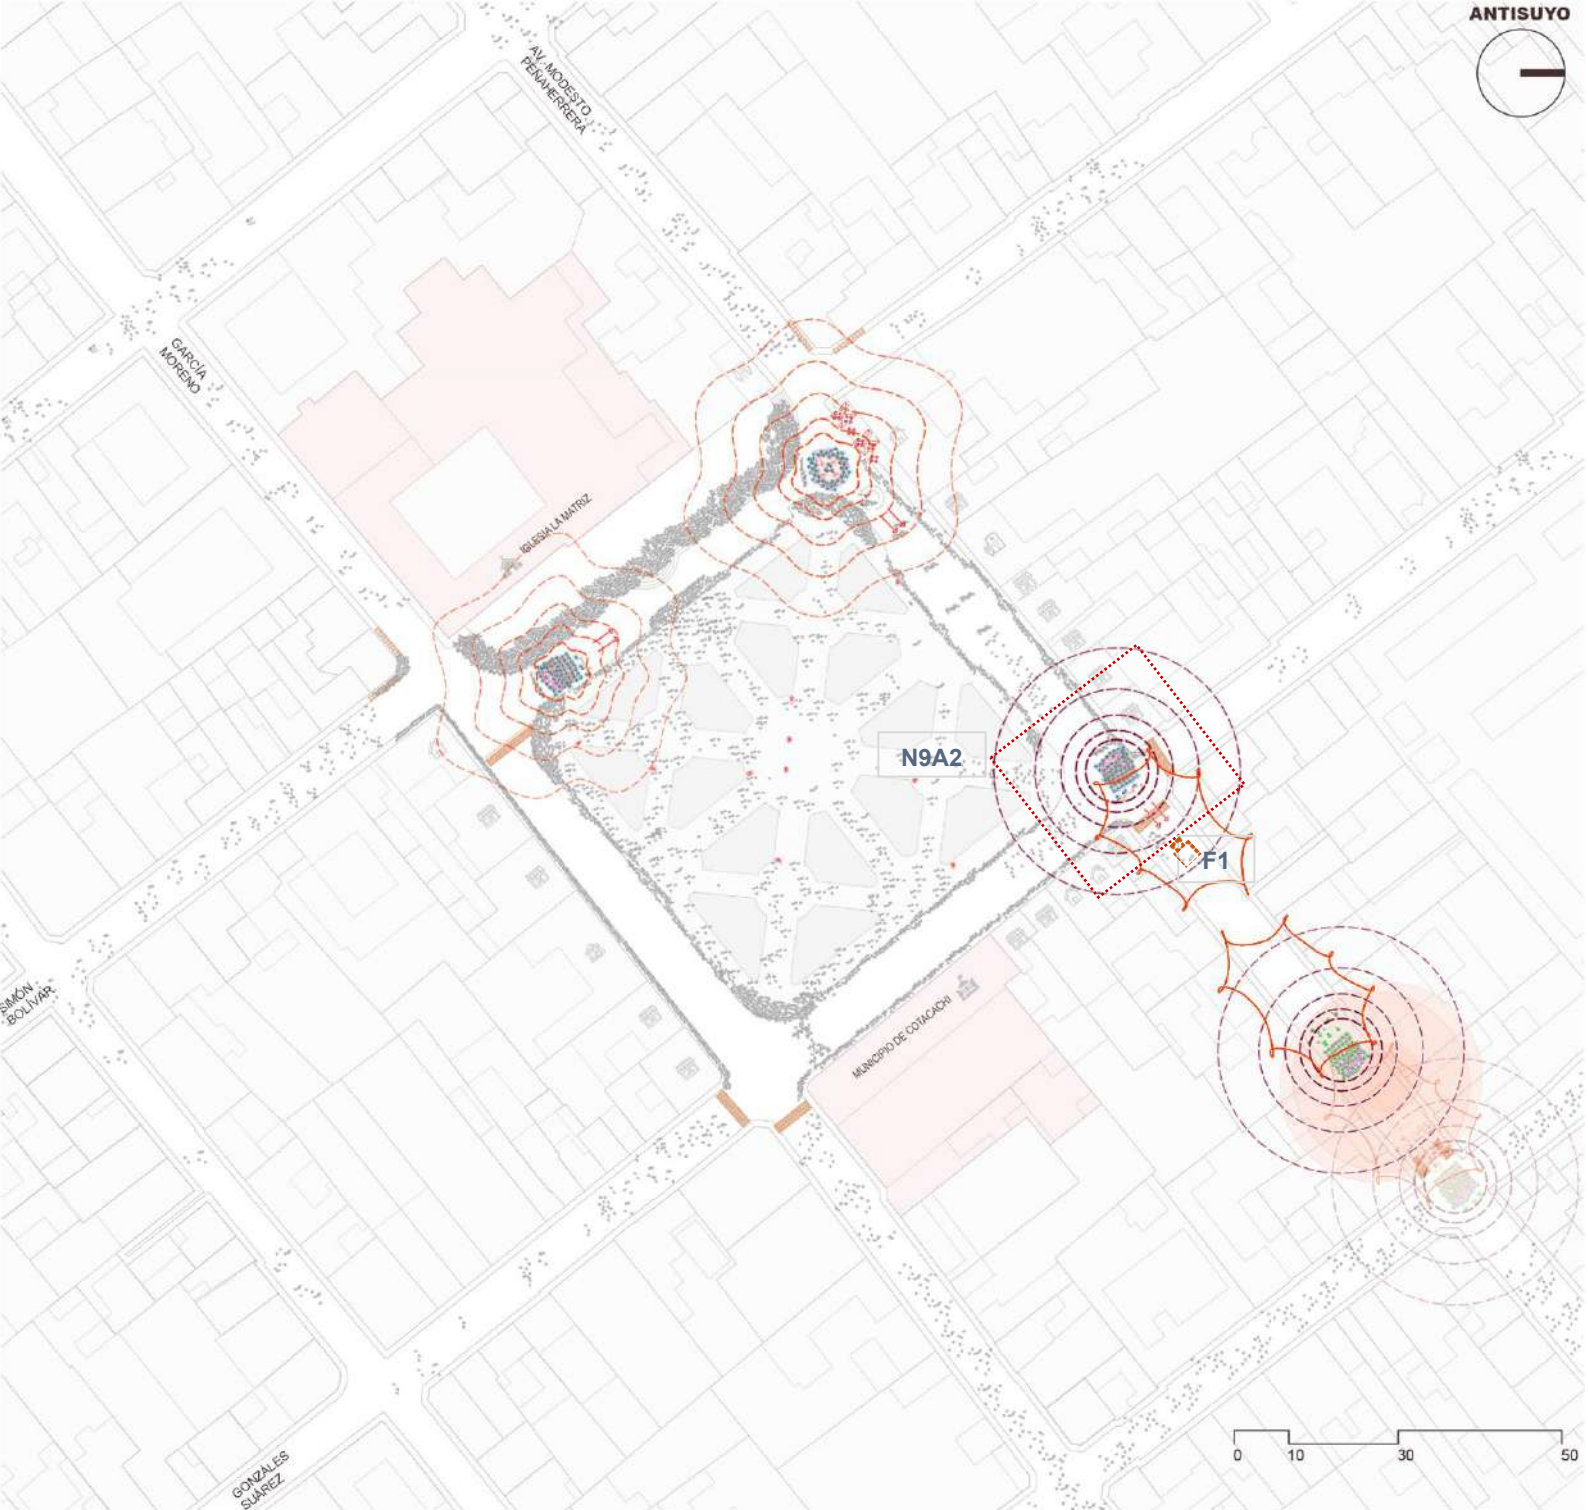 ANTISUYO
AV. MODESTO
PEÑAHERRERA
GARCÍA
MORENO
IGLESIA LA MATRIZ
N9A2
F1
SIMÓN
BOLÍVAR
MUNICIPIO DE COTACACHI
GONZALES
SUÁREZ
0 10 30 50